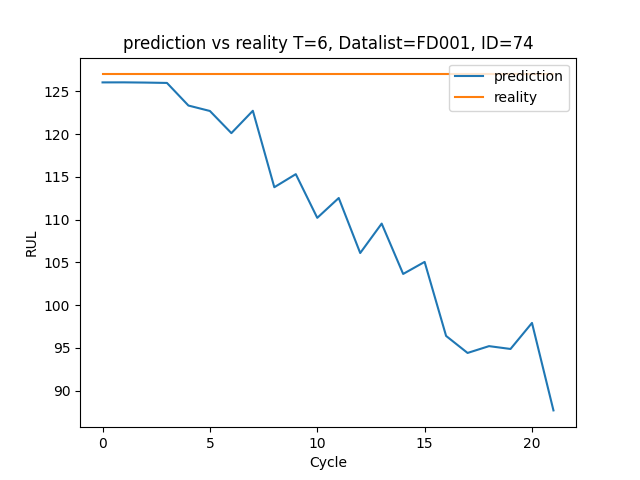 prediction vs reality T=6, Datalist=FD001, ID=74
prediction
reality
RUL
125
120
115
110
105
100
95
90
0 5 10 15 20
Cycle